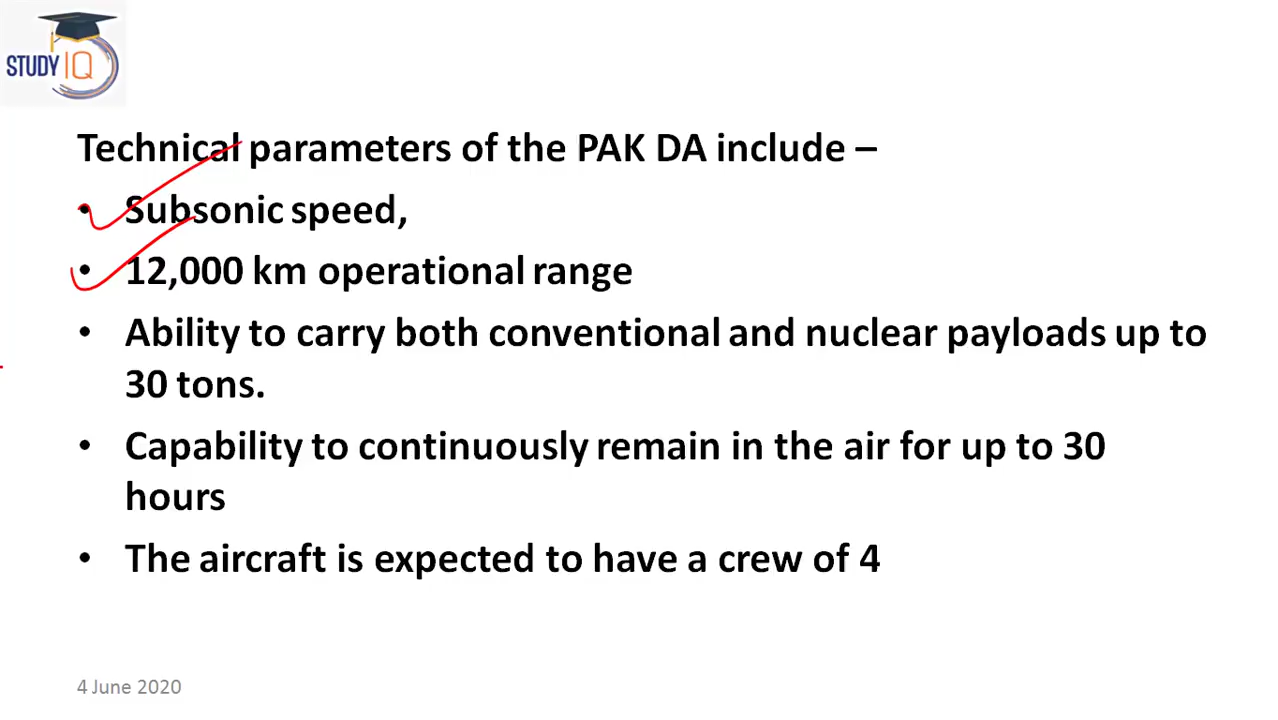 STUDY IQ
Technical parameters of the PAK DA include –
• Subsonic speed,
• 12,000 km operational range
• Ability to carry both conventional and nuclear payloads up to
30 tons.
• Capability to continuously remain in the air for up to 30
hours
• The aircraft is expected to have a crew of 4
4 June 2020